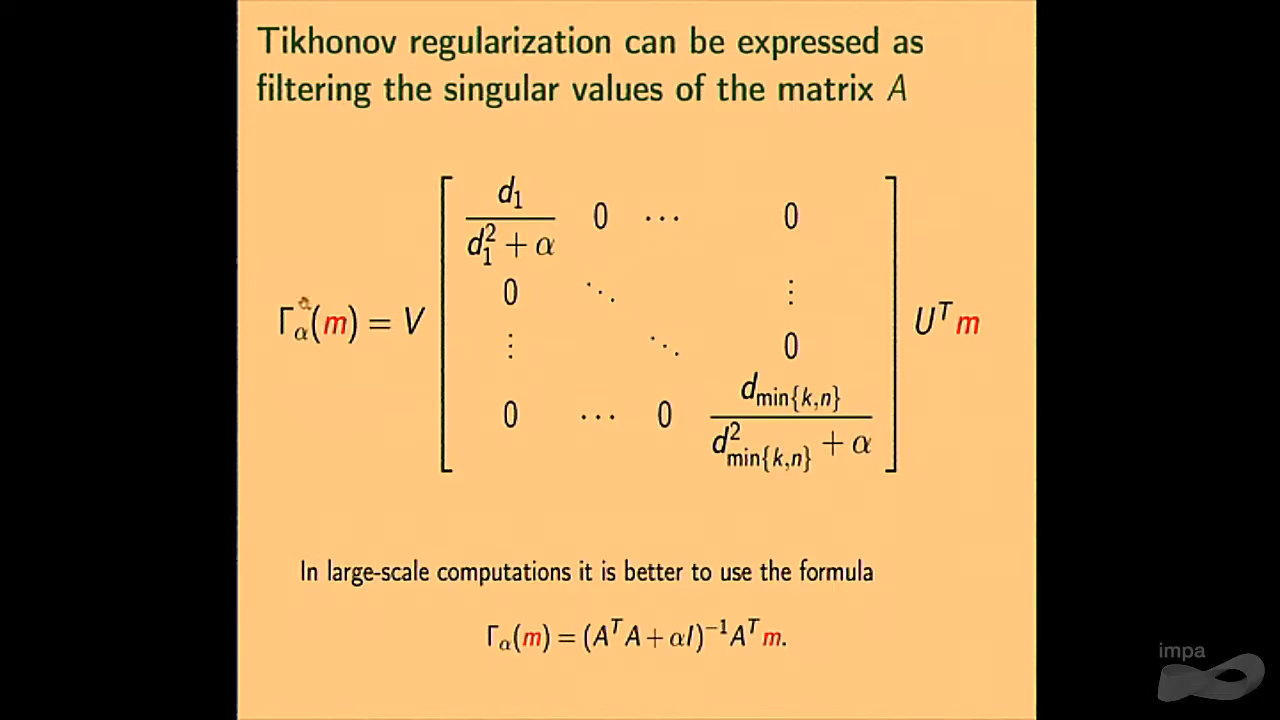 Tikhonov regularization can be expressed as
filtering the singular values of the matrix A
Γα(m) = V [ d1/(d1² + α) 0 ⋯ 0
0 ⋱ ⋮
⋮ ⋱ 0
0 ⋯ 0 dmin{k,n}/(d²min{k,n} + α) ] Uᵀm
In large-scale computations it is better to use the formula
Γα(m) = (AᵀA + αI)⁻¹Aᵀm.
impa